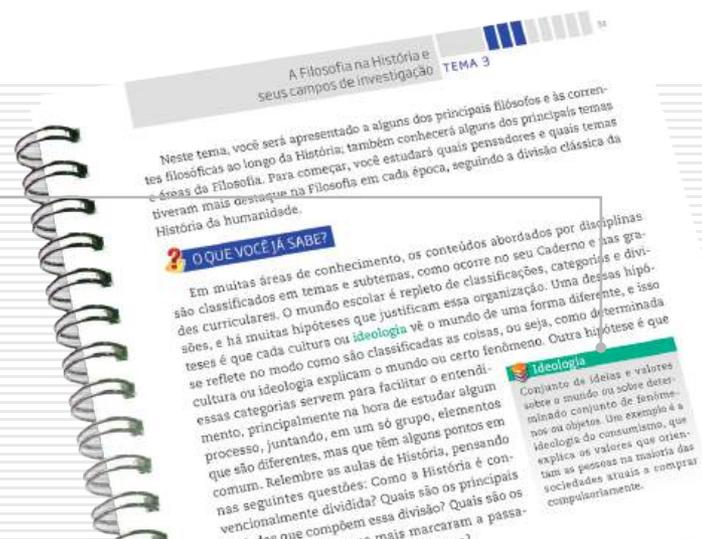 A Filosofia na História e
seus campos de investigação
TEMA 3
Neste tema, você será apresentado a alguns dos principais filósofos e às corren-
tes filosóficas ao longo da História; também conhecerá alguns dos principais temas
e áreas da Filosofia. Para começar, você estudará quais pensadores e quais temas
tiveram mais destaque na Filosofia em cada época, seguindo a divisão clássica da
História da humanidade.
O QUE VOCÊ JÁ SABE?
Em muitas áreas de conhecimento, os conteúdos abordados por disciplinas
são classificados em temas e subtemas, como ocorre no seu Caderno e nas gra-
des curriculares. O mundo escolar é repleto de classificações, categorias e divi-
sões, e há muitas hipóteses que justificam essa organização. Uma dessas hipó-
teses é que cada cultura ou ideologia vê o mundo de uma forma diferente, e isso
se reflete no modo como são classificadas as coisas, ou seja, como determinada
cultura ou ideologia explicam o mundo ou certo fenômeno. Outra hipótese é que
essas categorias servem para facilitar o entendi-
mento, principalmente na hora de estudar algum
processo, juntando, em um só grupo, elementos
que são diferentes, mas que têm alguns pontos em
comum. Relembre as aulas de História, pensando
nas seguintes questões: Como a História é con-
vencionalmente dividida? Quais são os principais
que compõem essa divisão? Quais são os
mais marcaram a passa-
Ideologia
Conjunto de ideias e valores
sobre o mundo ou sobre deter-
minado conjunto de fenôme-
nos ou objetos. Um exemplo é a
ideologia do consumismo, que
explica os valores que orien-
tam as pessoas na maioria das
sociedades atuais a comprar
compulsoriamente.